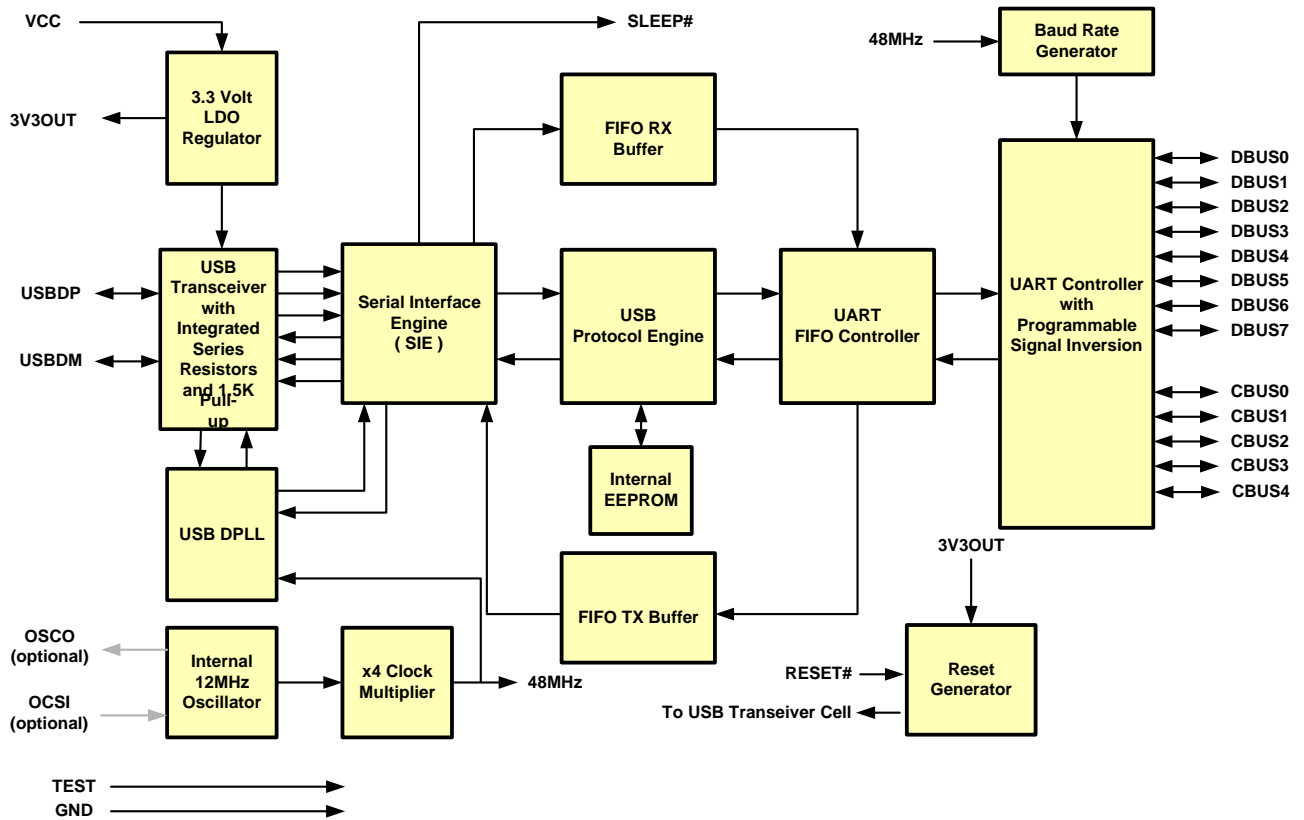 VCC
SLEEP#
48MHz
Baud Rate
Generator
3.3 Volt
LDO
Regulator
3V3OUT
FIFO RX
Buffer
DBUS0
DBUS1
DBUS2
DBUS3
DBUS4
DBUS5
DBUS6
DBUS7
USBDP
USBDM
USB
Transceiver
with
Integrated
Series
Resistors
and 1.5K
Pull-
up
Serial Interface
Engine
( SIE )
USB
Protocol Engine
UART
FIFO Controller
UART Controller
with
Programmable
Signal Inversion
CBUS0
CBUS1
CBUS2
CBUS3
CBUS4
Internal
EEPROM
USB DPLL
3V3OUT
FIFO TX Buffer
OSCO
(optional)
OCSI
(optional)
Internal
12MHz
Oscillator
x4 Clock
Multiplier
48MHz
RESET#
Reset
Generator
To USB Transeiver Cell
TEST
GND